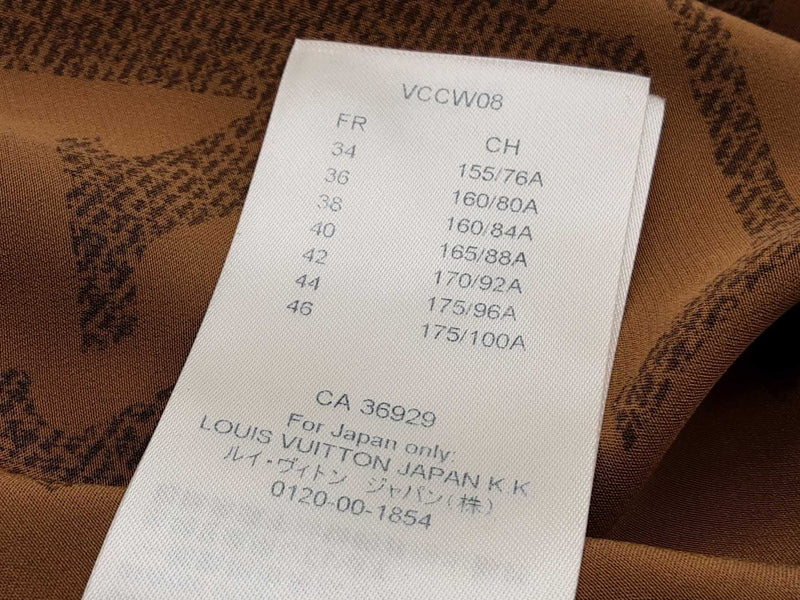 VCCW08
FR CH
34 155/76A
36 160/80A
38 160/84A
40 165/88A
42 170/92A
44 175/96A
46 175/100A
CA 36929
For Japan only:
LOUIS VUITTON JAPAN K.K
ルイ・ヴィトン ジャパン(株)
0120-00-1854